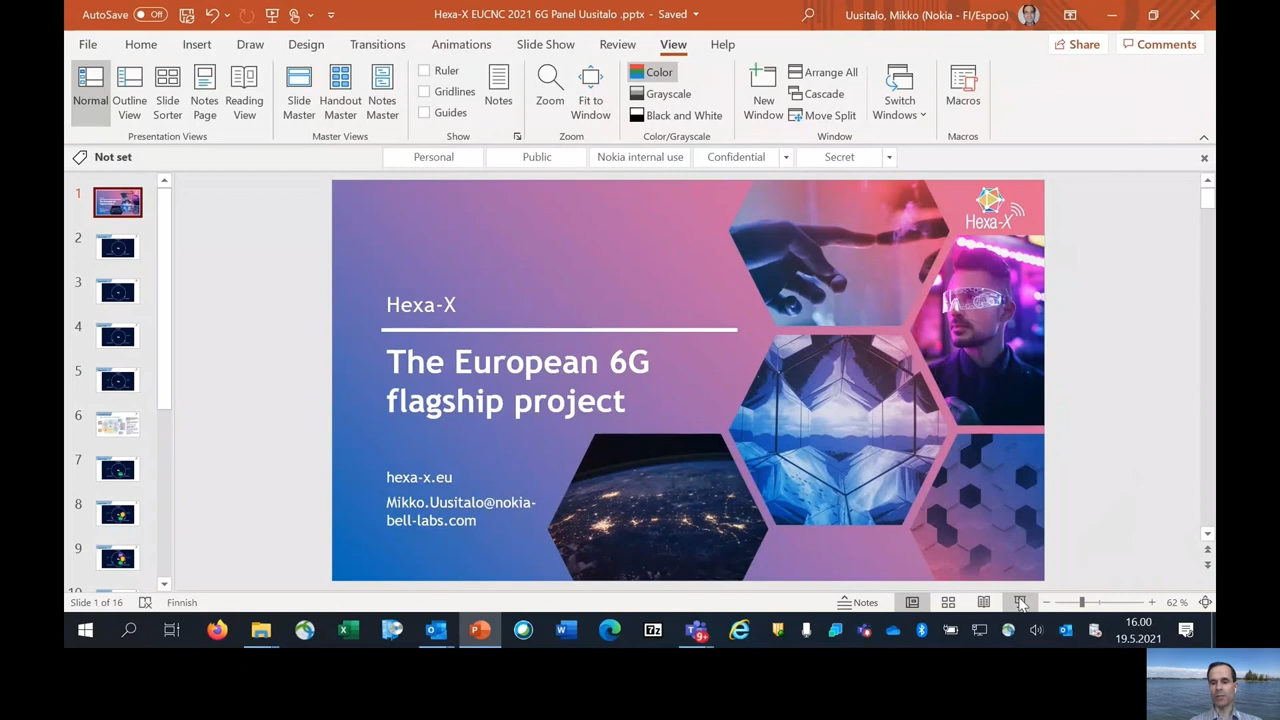 AutoSave Off
Hexa-X EUCNC 2021 6G Panel Uusitalo .pptx - Saved
Uusitalo, Mikko (Nokia - FI/Espoo)
File Home Insert Draw Design Transitions Animations Slide Show Review View Help
Share Comments
Normal
Outline View
Slide Sorter
Notes Page
Reading View
Presentation Views
Slide Master
Handout Master
Notes Master
Master Views
Ruler
Gridlines
Guides
Show
Notes
Zoom
Fit to Window
Zoom
Color
Grayscale
Black and White
Color/Grayscale
New Window
Arrange All
Cascade
Move Split
Switch Windows
Window
Macros
Macros
Not set
Personal Public Nokia internal use Confidential Secret
1
2
3
4
5
6
7
8
9
Hexa-X
Hexa-X
The European 6G
flagship project
hexa-x.eu
Mikko.Uusitalo@nokia-
bell-labs.com
Slide 1 of 16 Finnish Notes 62 %
16.00
19.5.2021